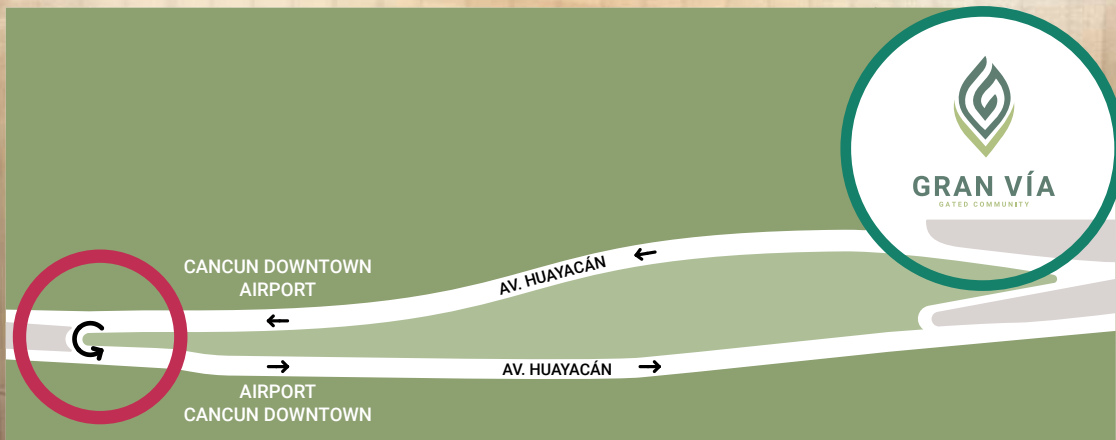 GRAN VÍA
GATED COMMUNITY
CANCUN DOWNTOWN
AIRPORT
AV. HUAYACÁN
AV. HUAYACÁN
AIRPORT
CANCUN DOWNTOWN